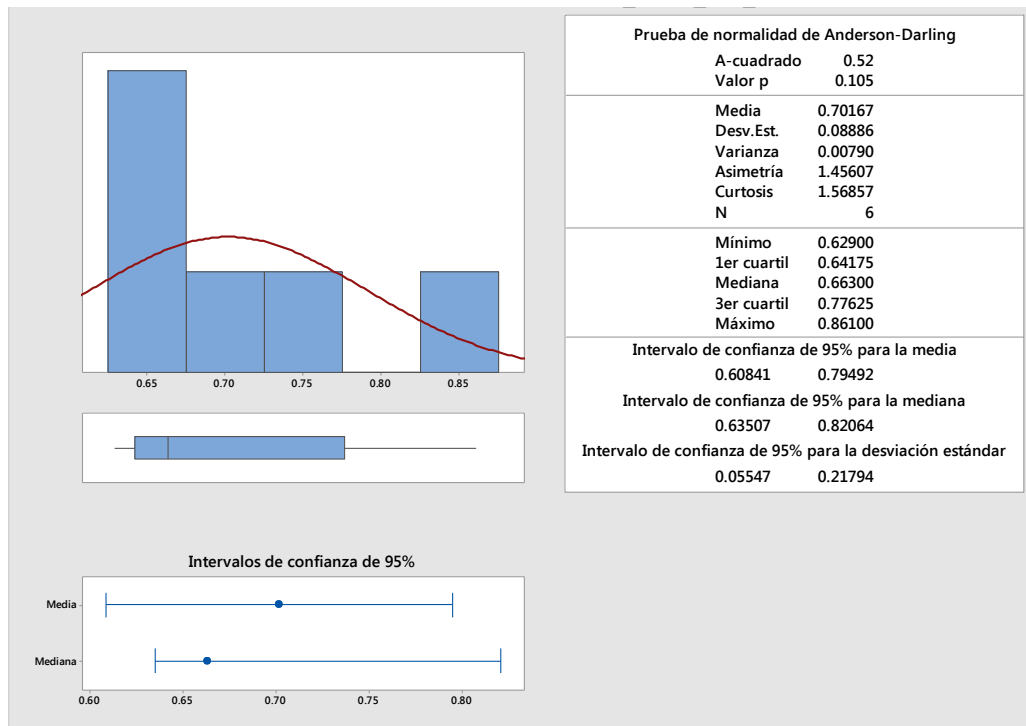 Prueba de normalidad de Anderson-Darling
A-cuadrado 0.52
Valor p 0.105
Media 0.70167
Desv.Est. 0.08886
Varianza 0.00790
Asimetría 1.45607
Curtosis 1.56857
N 6
Mínimo 0.62900
1er cuartil 0.64175
Mediana 0.66300
3er cuartil 0.77625
Máximo 0.86100
Intervalo de confianza de 95% para la media
0.60841 0.79492
Intervalo de confianza de 95% para la mediana
0.63507 0.82064
Intervalo de confianza de 95% para la desviación estándar
0.05547 0.21794
0.65 0.70 0.75 0.80 0.85
Intervalos de confianza de 95%
Media
Mediana
0.60 0.65 0.70 0.75 0.80